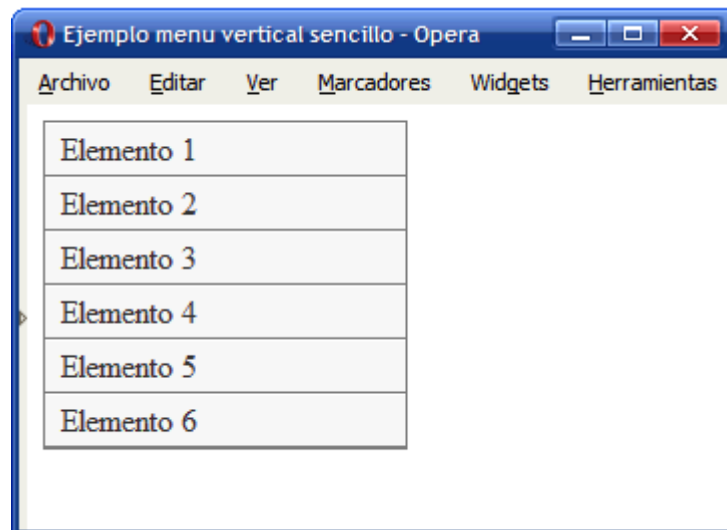 Ejemplo menu vertical sencillo - Opera
Archivo Editar Ver Marcadores Widgets Herramientas
Elemento 1
Elemento 2
Elemento 3
Elemento 4
Elemento 5
Elemento 6